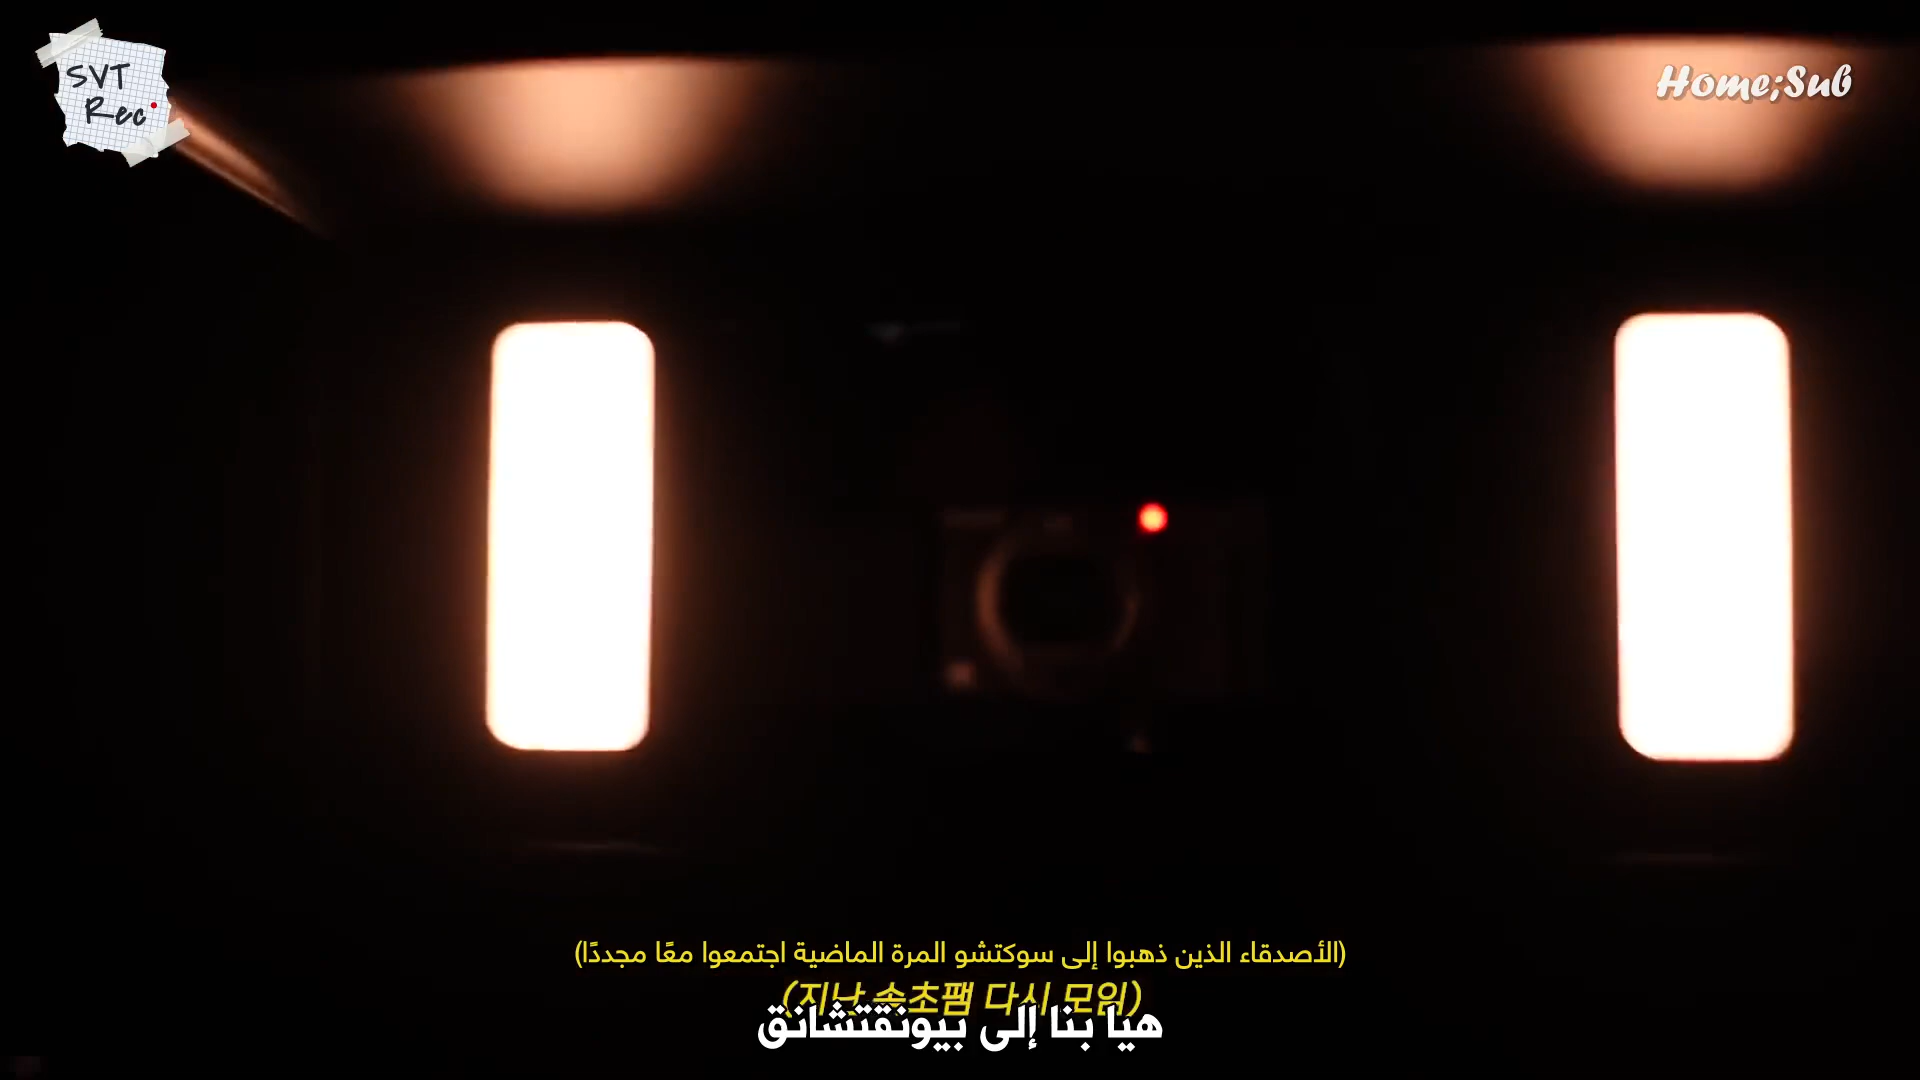 SVT
Rec
Home;Sub
(الأصدقاء الذين ذهبوا إلى سوكتشو المرة الماضية اجتمعوا معًا مجددًا)
(지난 속초팸 다시 모임)
هيا بنا إلى بيونقتشانق